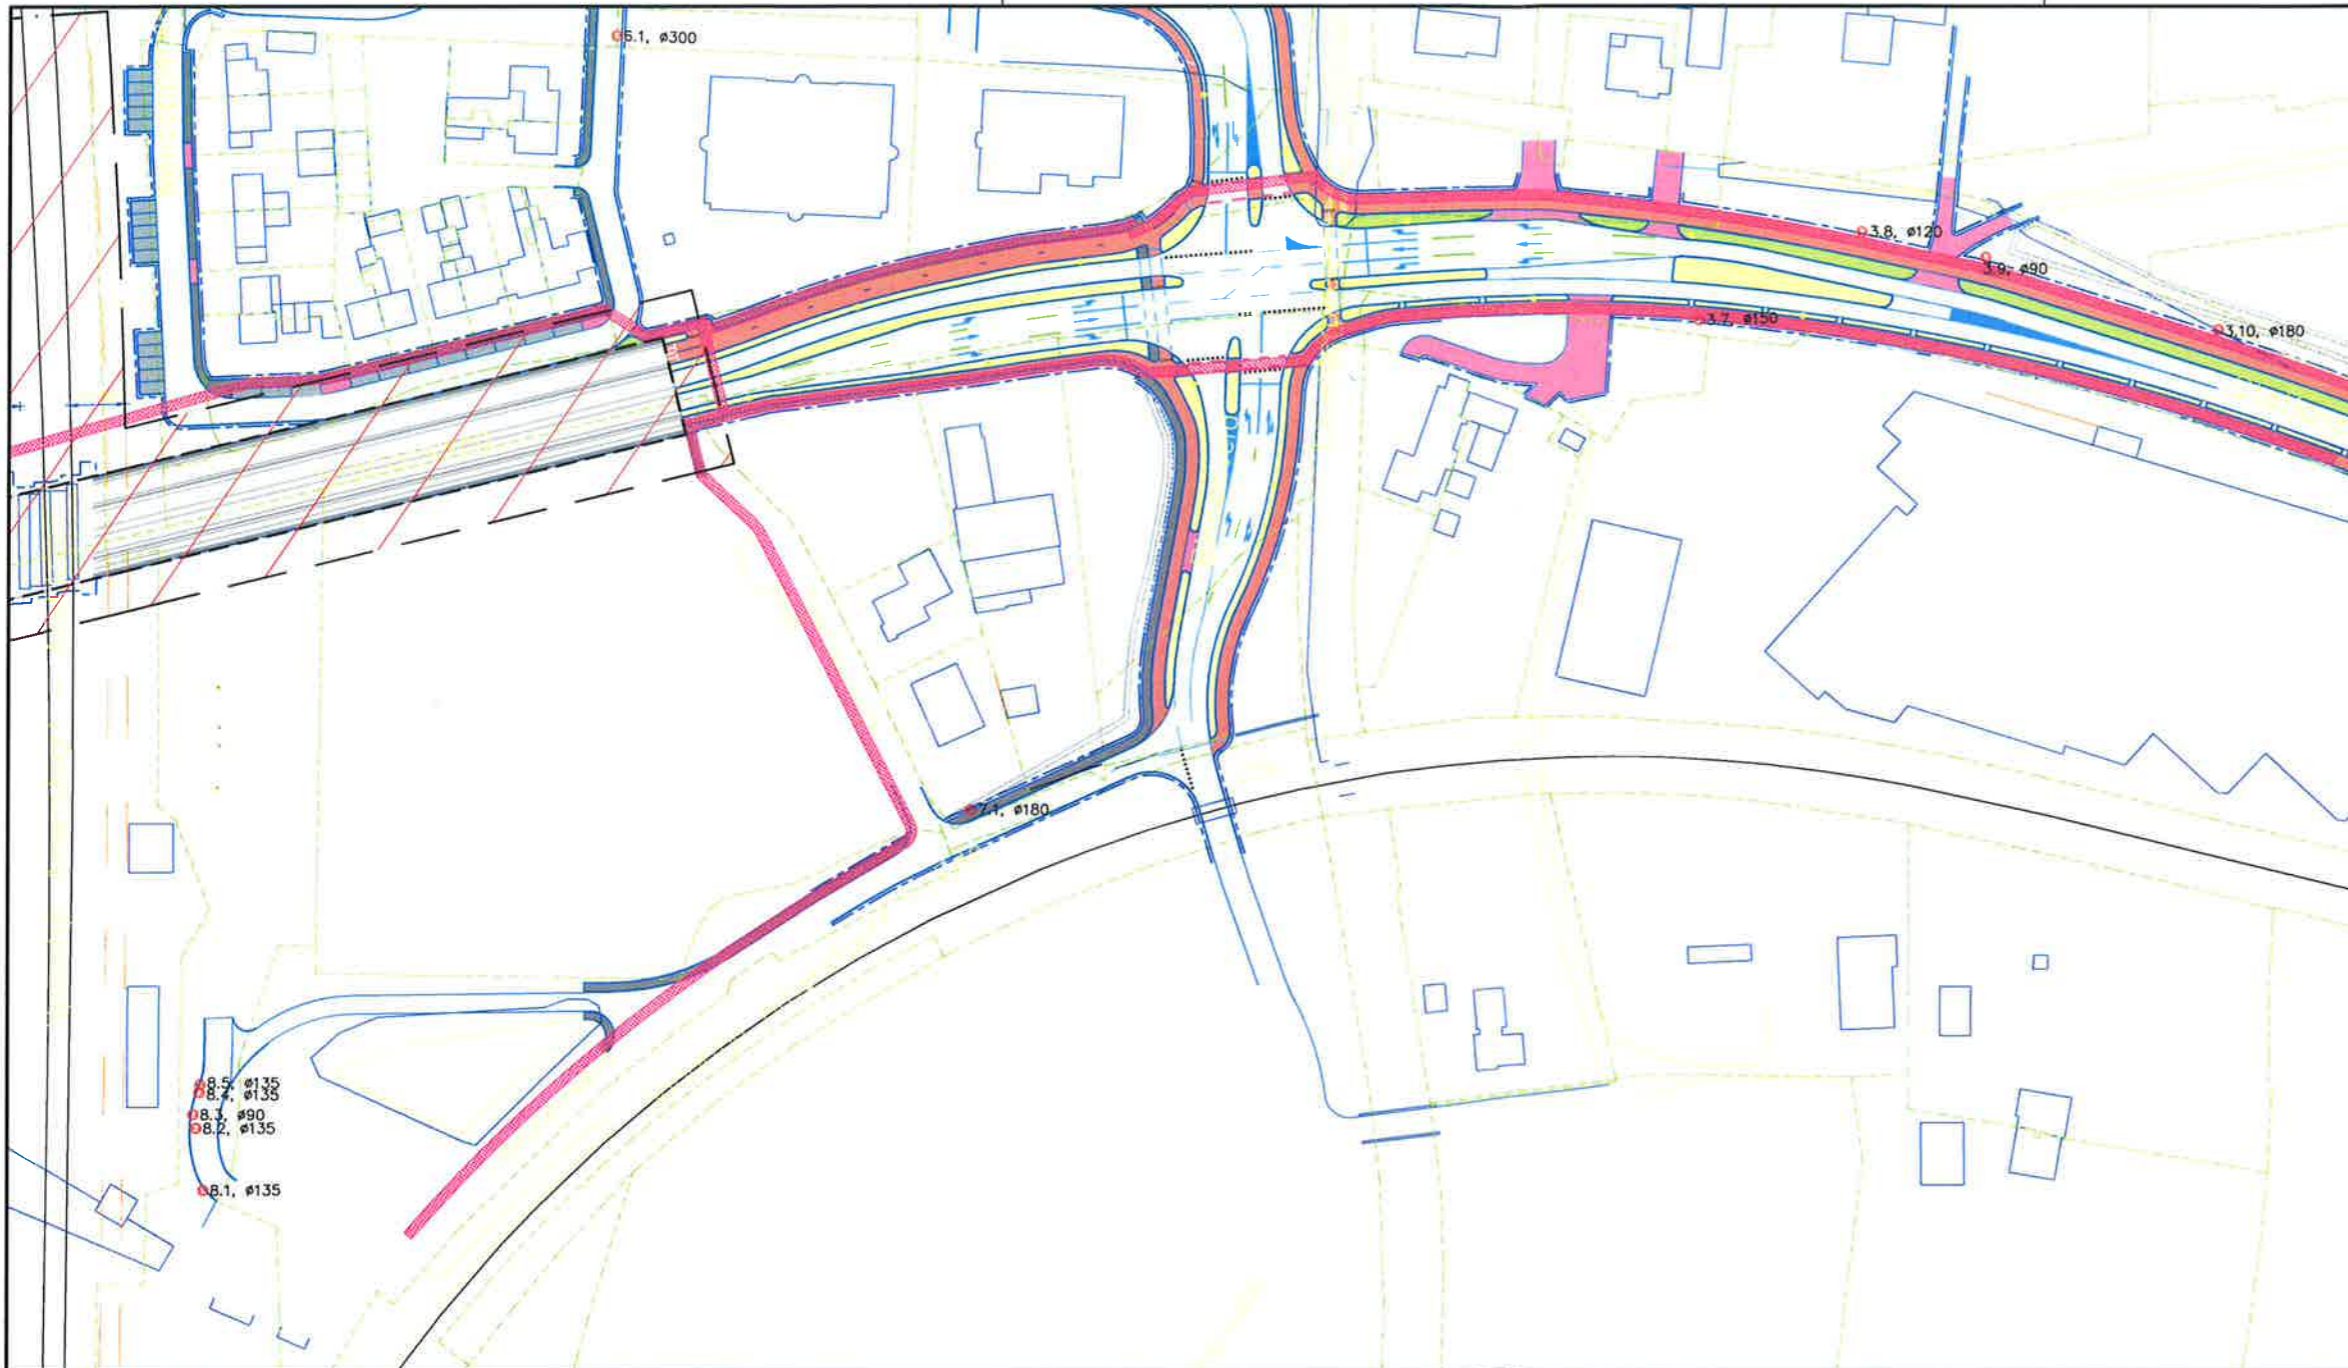 5.1, ø300
3.8, ø120
3.9, ø90
3.7, ø150
3.10, ø180
7.1, ø180
8.5, ø135
8.4, ø135
8.3, ø90
8.2, ø135
8.1, ø135